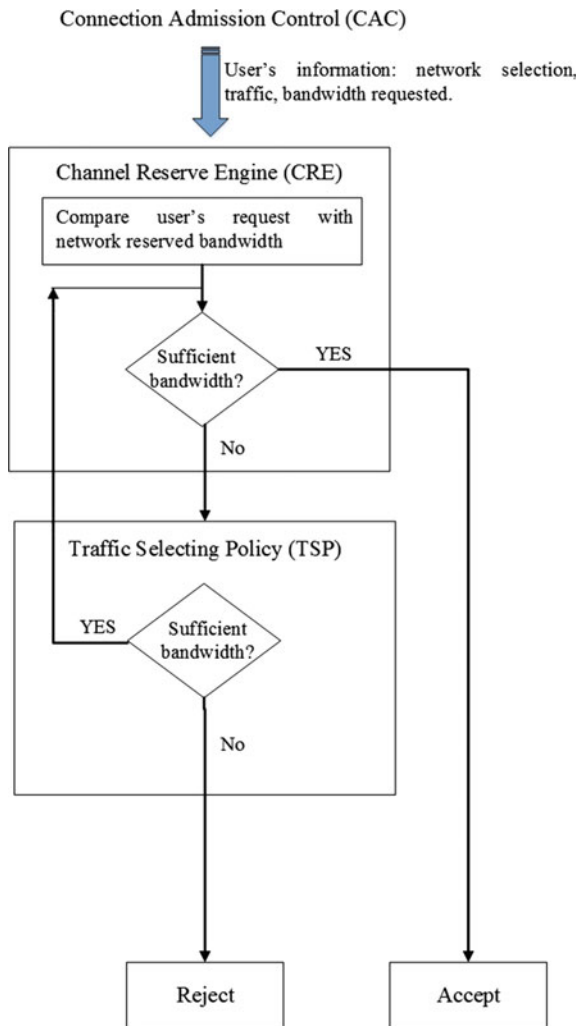 Connection Admission Control (CAC)
User's information: network selection,
traffic, bandwidth requested.
Channel Reserve Engine (CRE)
Compare user's request with
network reserved bandwidth
Sufficient
bandwidth?
YES
No
Traffic Selecting Policy (TSP)
YES
Sufficient
bandwidth?
No
Reject
Accept